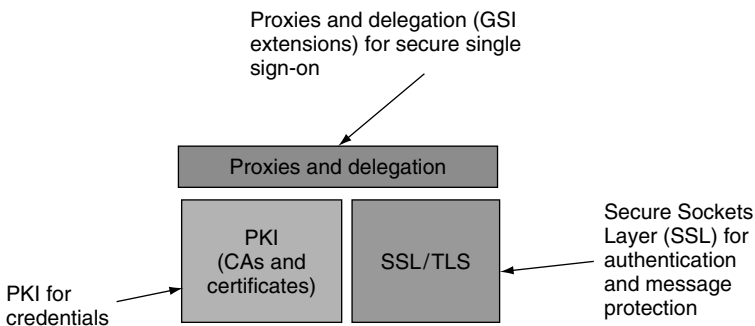 Proxies and delegation (GSI
extensions) for secure single
sign-on
Proxies and delegation
PKI
(CAs and
certificates)
SSL/TLS
Secure Sockets
Layer (SSL) for
authentication
and message
protection
PKI for
credentials